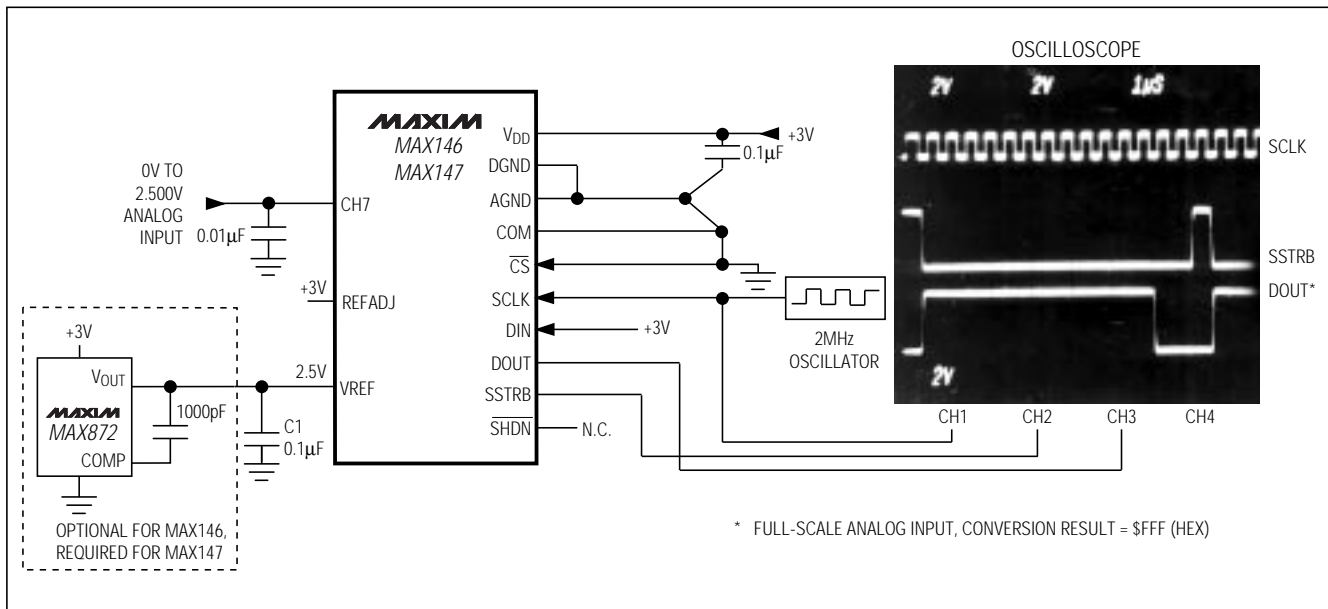 OSCILLOSCOPE
2V 2V 1µS
SCLK
SSTRB
DOUT*
2V
CH1 CH2 CH3 CH4
MAXIM
MAX146
MAX147
CH7
REFADJ
VREF
VDD
DGND
AGND
COM
CS
SCLK
DIN
DOUT
SSTRB
SHDN
0V TO
2.500V
ANALOG
INPUT
0.01µF
+3V
2.5V
+3V
VOUT
MAXIM
MAX872
COMP
1000pF
C1
0.1µF
OPTIONAL FOR MAX146,
REQUIRED FOR MAX147
+3V
0.1µF
+3V
N.C.
2MHz
OSCILLATOR
* FULL-SCALE ANALOG INPUT, CONVERSION RESULT = $FFF (HEX)